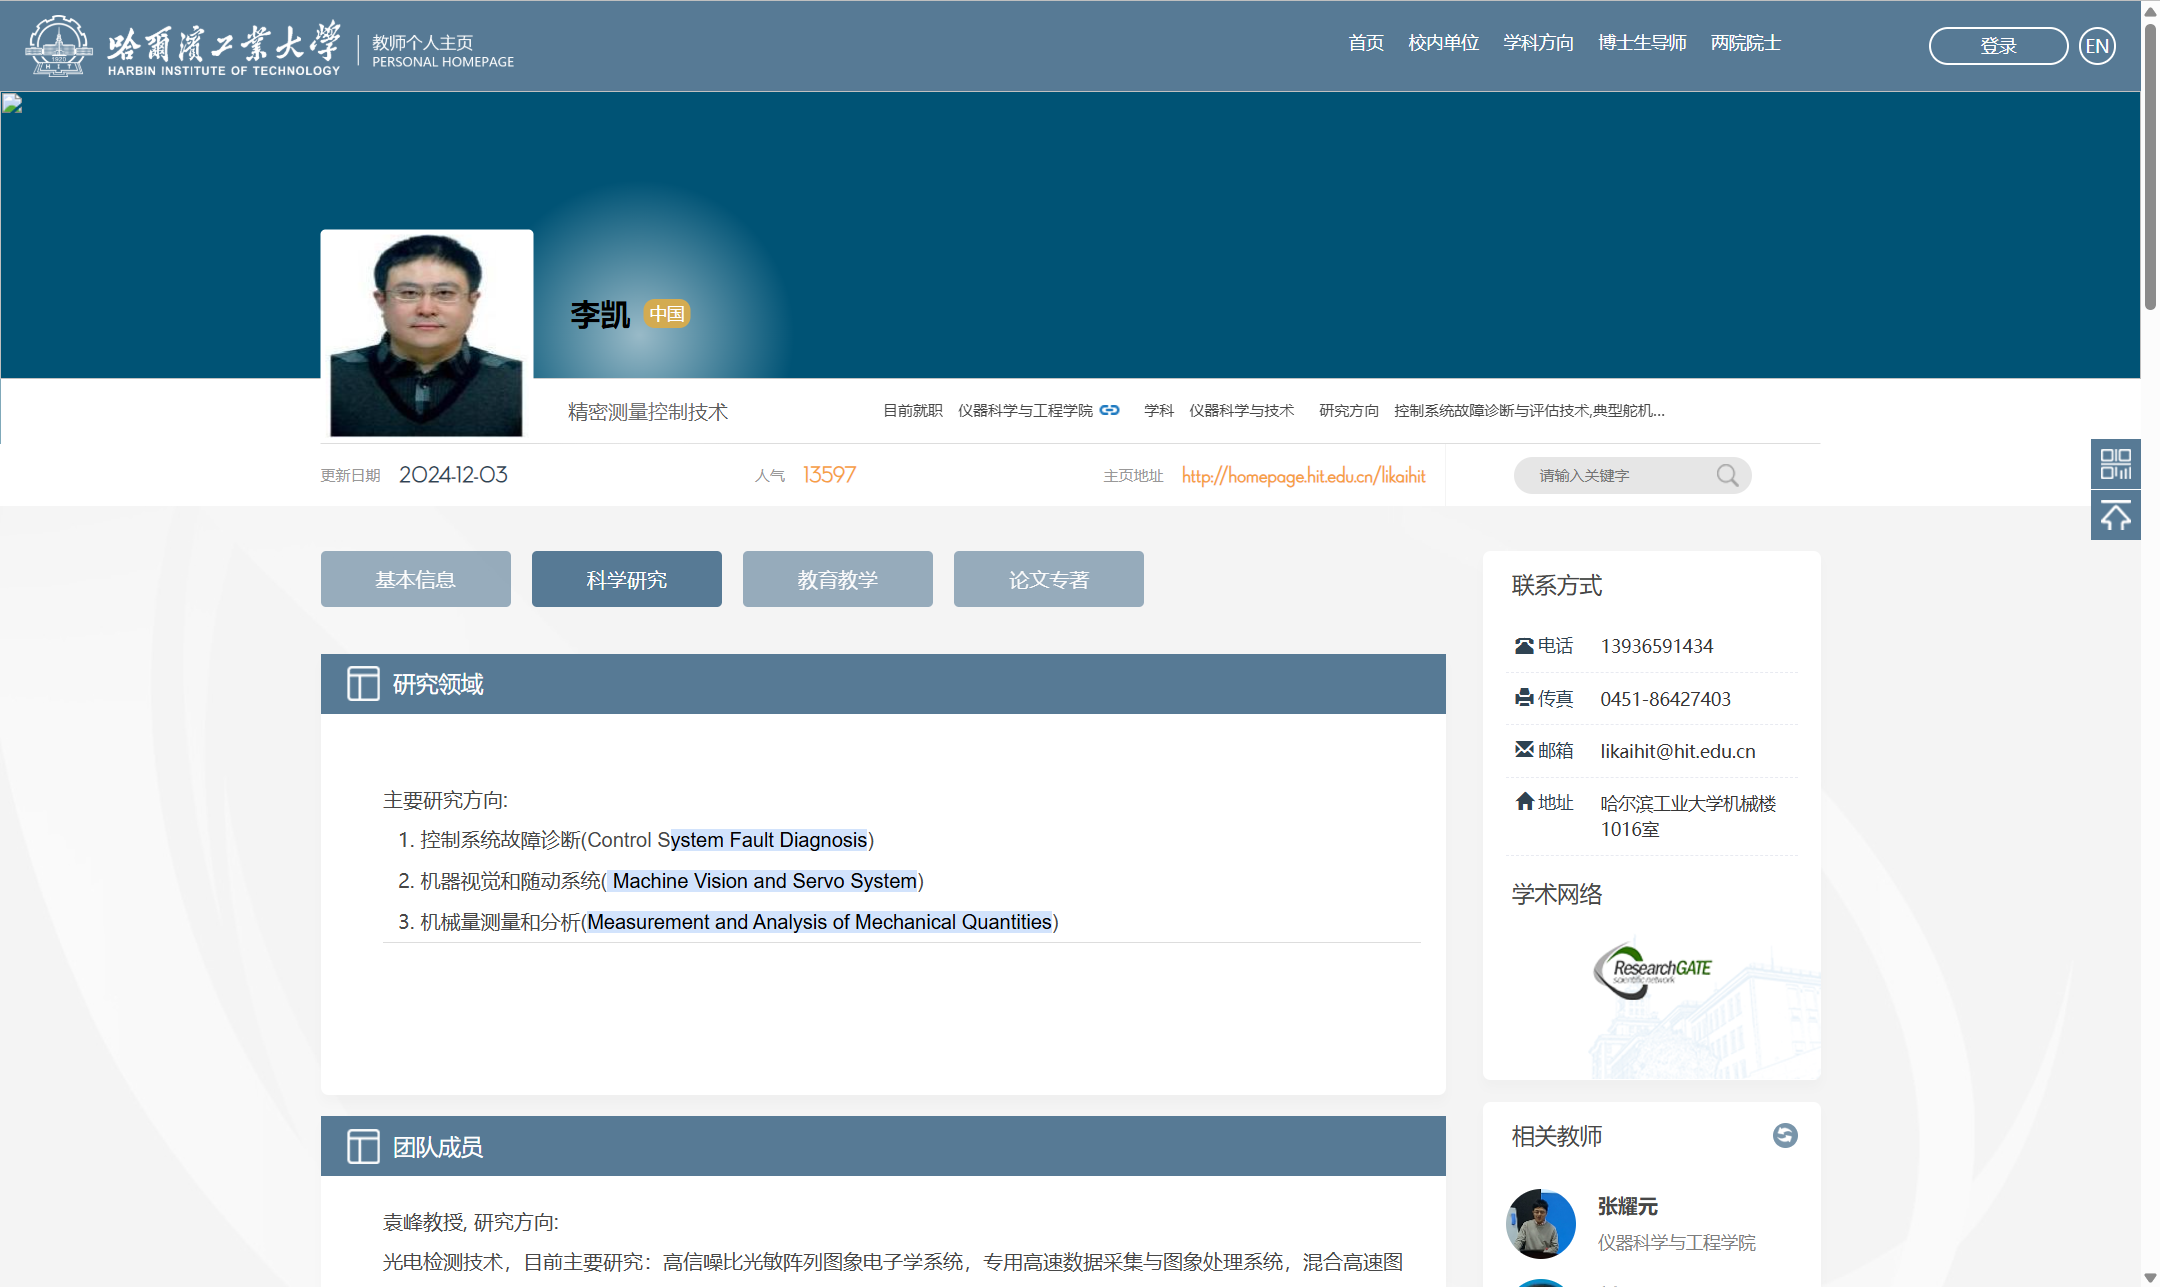 哈爾濱工業大學
HARBIN INSTITUTE OF TECHNOLOGY
教师个人主页
PERSONAL HOMEPAGE
首页 校内单位 学科方向 博士生导师 两院院士
登录 EN
李凯 中国
精密测量控制技术
目前就职 仪器科学与工程学院 学科 仪器科学与技术 研究方向 控制系统故障诊断与评估技术,典型舵机...
更新日期 2024-12-03 人气 13597 主页地址 http://homepage.hit.edu.cn/likaihit 请输入关键字
基本信息 科学研究 教育教学 论文专著
研究领域
主要研究方向:
1. 控制系统故障诊断(Control System Fault Diagnosis)
2. 机器视觉和随动系统( Machine Vision and Servo System)
3. 机械量测量和分析(Measurement and Analysis of Mechanical Quantities)
团队成员
袁峰教授, 研究方向:
光电检测技术，目前主要研究：高信噪比光敏阵列图象电子学系统，专用高速数据采集与图象处理系统，混合高速图
联系方式
电话 13936591434
传真 0451-86427403
邮箱 likaihit@hit.edu.cn
地址 哈尔滨工业大学机械楼
1016室
学术网络
ResearchGATE
scientific network
相关教师
张耀元
仪器科学与工程学院